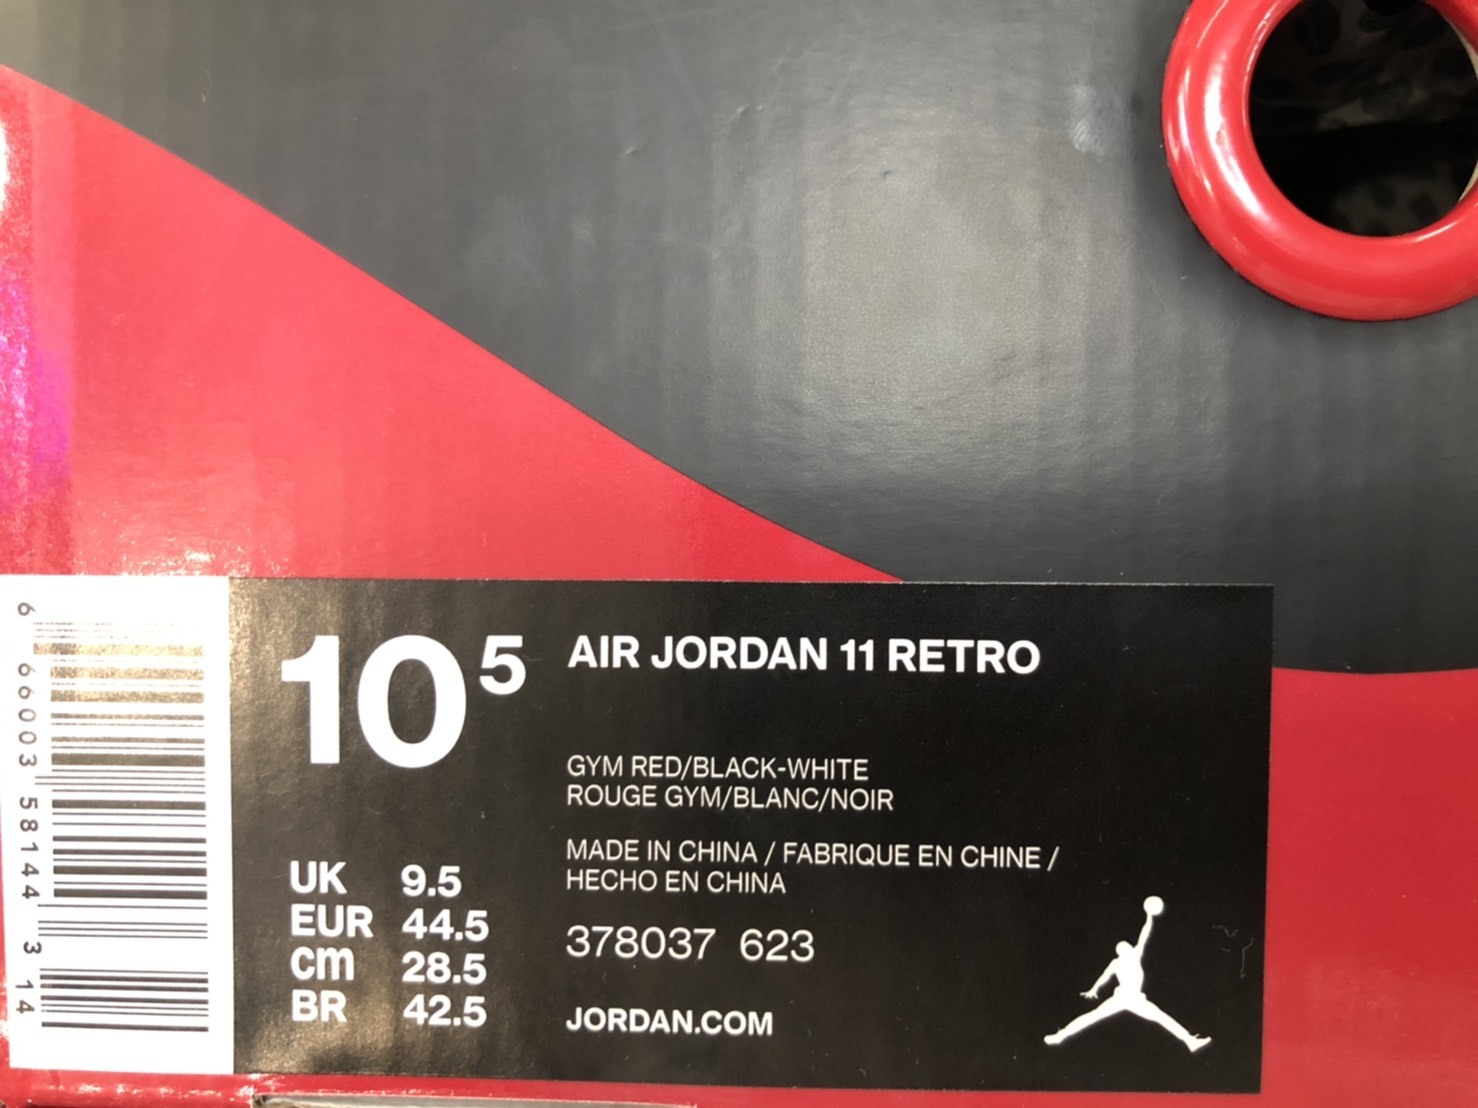 10 5
AIR JORDAN 11 RETRO
GYM RED/BLACK-WHITE
ROUGE GYM/BLANC/NOIR
MADE IN CHINA / FABRIQUE EN CHINE /
HECHO EN CHINA
378037 623
JORDAN.COM
UK 9.5
EUR 44.5
cm 28.5
BR 42.5
6 66003 58144 3 14